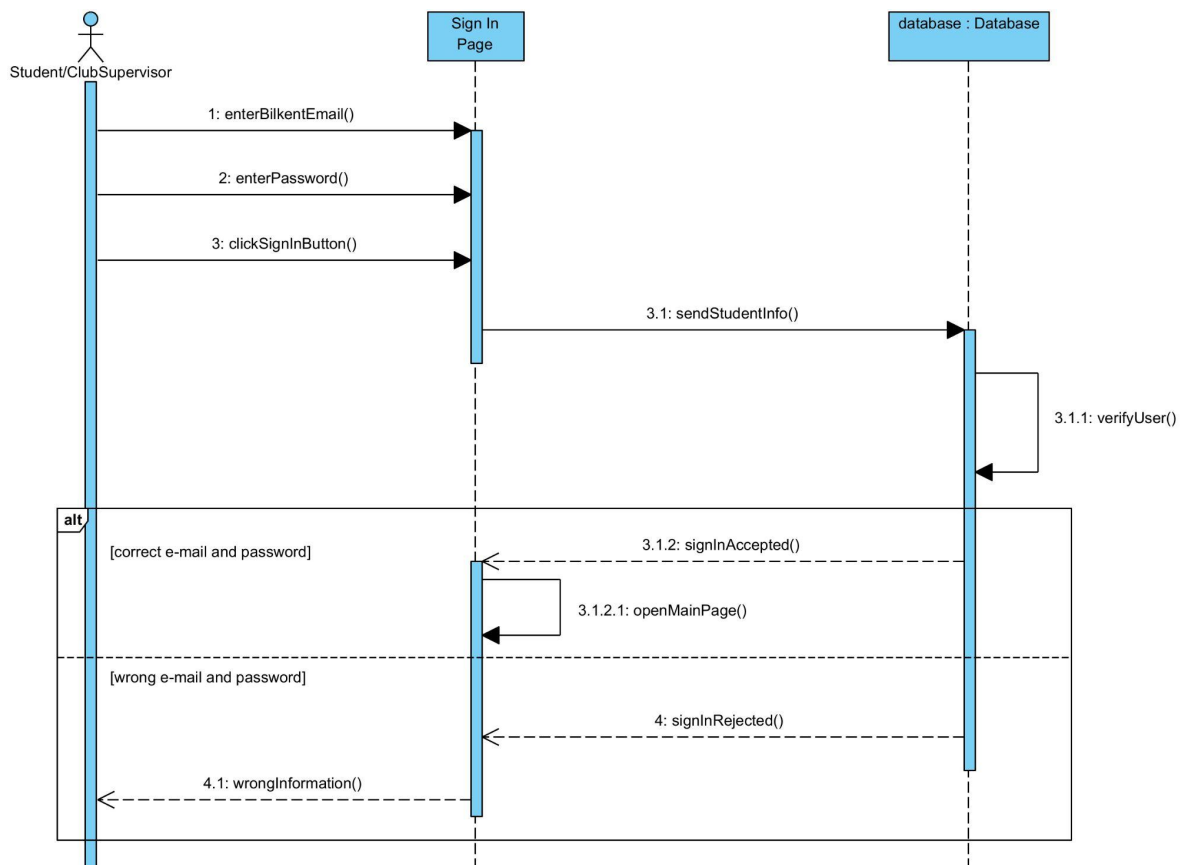 Sign In
Page
database : Database
Student/ClubSupervisor
1: enterBilkentEmail()
2: enterPassword()
3: clickSignInButton()
3.1: sendStudentInfo()
3.1.1: verifyUser()
alt
[correct e-mail and password]
3.1.2: signInAccepted()
3.1.2.1: openMainPage()
[wrong e-mail and password]
4: signInRejected()
4.1: wrongInformation()